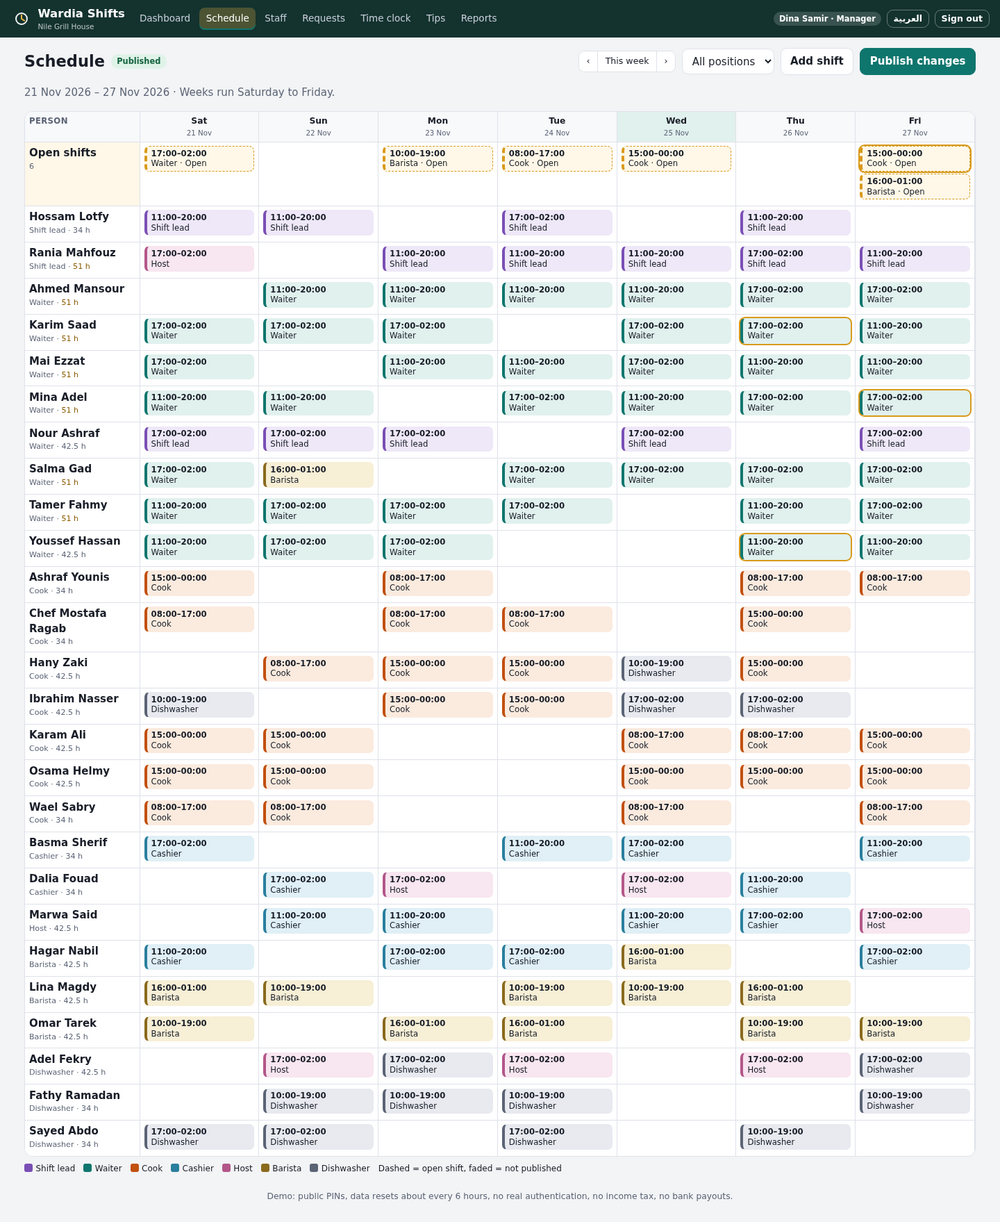 Wardia Shifts
Nile Grill House
Dashboard Schedule Staff Requests Time clock Tips Reports
Dina Samir · Manager العربية Sign out
Schedule Published
‹ This week › All positions Add shift Publish changes
21 Nov 2026 – 27 Nov 2026 · Weeks run Saturday to Friday.
PERSON Sat Sun Mon Tue Wed Thu Fri
21 Nov 22 Nov 23 Nov 24 Nov 25 Nov 26 Nov 27 Nov
Open shifts 17:00–02:00 10:00–19:00 08:00–17:00 15:00–00:00 15:00–00:00
6 Waiter · Open Barista · Open Cook · Open Cook · Open Cook · Open
16:00–01:00
Barista · Open
Hossam Lotfy 11:00–20:00 11:00–20:00 17:00–02:00 11:00–20:00
Shift lead · 34 h Shift lead Shift lead Shift lead Shift lead
Rania Mahfouz 17:00–02:00 11:00–20:00 11:00–20:00 11:00–20:00 17:00–02:00 11:00–20:00
Shift lead · 51 h Host Shift lead Shift lead Shift lead Shift lead Shift lead
Ahmed Mansour 11:00–20:00 11:00–20:00 11:00–20:00 11:00–20:00 17:00–02:00 17:00–02:00
Waiter · 51 h Waiter Waiter Waiter Waiter Waiter Waiter
Karim Saad 17:00–02:00 17:00–02:00 17:00–02:00 17:00–02:00 17:00–02:00 11:00–20:00
Waiter · 51 h Waiter Waiter Waiter Waiter Waiter Waiter
Mai Ezzat 17:00–02:00 11:00–20:00 11:00–20:00 17:00–02:00 11:00–20:00 11:00–20:00
Waiter · 51 h Waiter Waiter Waiter Waiter Waiter Waiter
Mina Adel 11:00–20:00 11:00–20:00 17:00–02:00 11:00–20:00 17:00–02:00 17:00–02:00
Waiter · 51 h Waiter Waiter Waiter Waiter Waiter Waiter
Nour Ashraf 17:00–02:00 17:00–02:00 17:00–02:00 17:00–02:00 17:00–02:00
Waiter · 42.5 h Shift lead Shift lead Shift lead Shift lead Shift lead
Salma Gad 17:00–02:00 16:00–01:00 17:00–02:00 17:00–02:00 17:00–02:00 17:00–02:00
Waiter · 51 h Waiter Barista Waiter Waiter Waiter Waiter
Tamer Fahmy 11:00–20:00 17:00–02:00 17:00–02:00 17:00–02:00 11:00–20:00 17:00–02:00
Waiter · 51 h Waiter Waiter Waiter Waiter Waiter Waiter
Youssef Hassan 11:00–20:00 17:00–02:00 17:00–02:00 11:00–20:00 11:00–20:00
Waiter · 42.5 h Waiter Waiter Waiter Waiter Waiter
Ashraf Younis 15:00–00:00 08:00–17:00 08:00–17:00 08:00–17:00
Cook · 34 h Cook Cook Cook Cook
Chef Mostafa 08:00–17:00 08:00–17:00 08:00–17:00 15:00–00:00
Ragab Cook Cook Cook Cook
Cook · 34 h
Hany Zaki 08:00–17:00 15:00–00:00 15:00–00:00 10:00–19:00 15:00–00:00
Cook · 42.5 h Cook Cook Cook Dishwasher Cook
Ibrahim Nasser 10:00–19:00 15:00–00:00 15:00–00:00 17:00–02:00 17:00–02:00
Cook · 42.5 h Dishwasher Cook Cook Dishwasher Dishwasher
Karam Ali 15:00–00:00 15:00–00:00 08:00–17:00 08:00–17:00 15:00–00:00
Cook · 42.5 h Cook Cook Cook Cook Cook
Osama Helmy 15:00–00:00 15:00–00:00 15:00–00:00 15:00–00:00 15:00–00:00
Cook · 42.5 h Cook Cook Cook Cook Cook
Wael Sabry 08:00–17:00 08:00–17:00 08:00–17:00 08:00–17:00
Cook · 34 h Cook Cook Cook Cook
Basma Sherif 17:00–02:00 11:00–20:00 17:00–02:00 11:00–20:00
Cashier · 34 h Cashier Cashier Cashier Cashier
Dalia Fouad 17:00–02:00 17:00–02:00 17:00–02:00 11:00–20:00
Cashier · 34 h Cashier Host Host Cashier
Marwa Said 11:00–20:00 11:00–20:00 11:00–20:00 17:00–02:00 17:00–02:00
Host · 42.5 h Cashier Cashier Cashier Cashier Host
Hagar Nabil 11:00–20:00 17:00–02:00 17:00–02:00 16:00–01:00 17:00–02:00
Barista · 42.5 h Cashier Cashier Cashier Barista Cashier
Lina Magdy 16:00–01:00 10:00–19:00 10:00–19:00 10:00–19:00 16:00–01:00
Barista · 42.5 h Barista Barista Barista Barista Barista
Omar Tarek 10:00–19:00 16:00–01:00 16:00–01:00 10:00–19:00 10:00–19:00
Barista · 42.5 h Barista Barista Barista Barista Barista
Adel Fekry 17:00–02:00 17:00–02:00 17:00–02:00 17:00–02:00 17:00–02:00
Dishwasher · 42.5 h Host Dishwasher Host Host Dishwasher
Fathy Ramadan 10:00–19:00 10:00–19:00 10:00–19:00 10:00–19:00
Dishwasher · 34 h Dishwasher Dishwasher Dishwasher Dishwasher
Sayed Abdo 17:00–02:00 17:00–02:00 17:00–02:00 10:00–19:00
Dishwasher · 34 h Dishwasher Dishwasher Dishwasher Dishwasher
Shift lead Waiter Cook Cashier Host Barista Dishwasher Dashed = open shift, faded = not published
Demo: public PINs, data resets about every 6 hours, no real authentication, no income tax, no bank payouts.